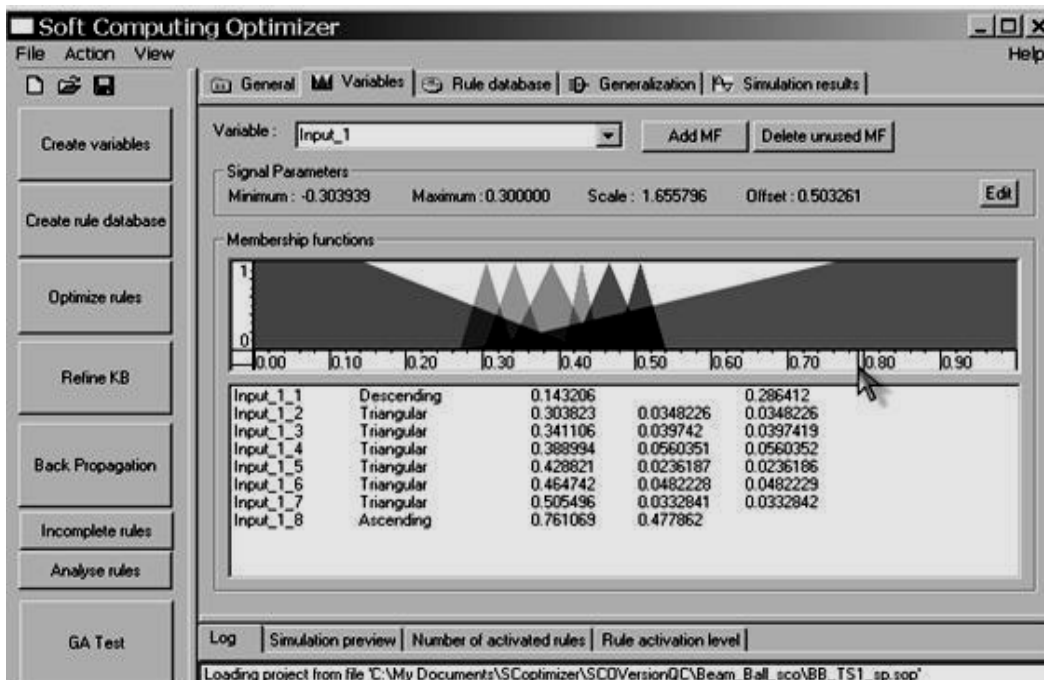 Soft Computing Optimizer
File Action View
Help
General Variables Rule database Generalization Simulation results
Create variables
Create rule database
Optimize rules
Refine KB
Back Propagation
Incomplete rules
Analyse rules
GA Test
Variable : Input_1 Add MF Delete unused MF
Signal Parameters
Minimum : -0.303939 Maximum : 0.300000 Scale : 1.655796 Offset : 0.503261 Edit
Membership functions
1
0
0.00 0.10 0.20 0.30 0.40 0.50 0.60 0.70 0.80 0.90
Input_1_1 Descending 0.143206 0.286412
Input_1_2 Triangular 0.303823 0.0348226 0.0348226
Input_1_3 Triangular 0.341106 0.039742 0.0397419
Input_1_4 Triangular 0.388994 0.0560351 0.0560352
Input_1_5 Triangular 0.428821 0.0236187 0.0236186
Input_1_6 Triangular 0.464742 0.0482228 0.0482229
Input_1_7 Triangular 0.505496 0.0332841 0.0332842
Input_1_8 Ascending 0.761069 0.477862
Log Simulation preview Number of activated rules Rule activation level
Loading project from file 'C:\My Documents\SCoptimizer\SCOVersionQC\Beam_Ball_sco\BB_TS1_sp.sop'